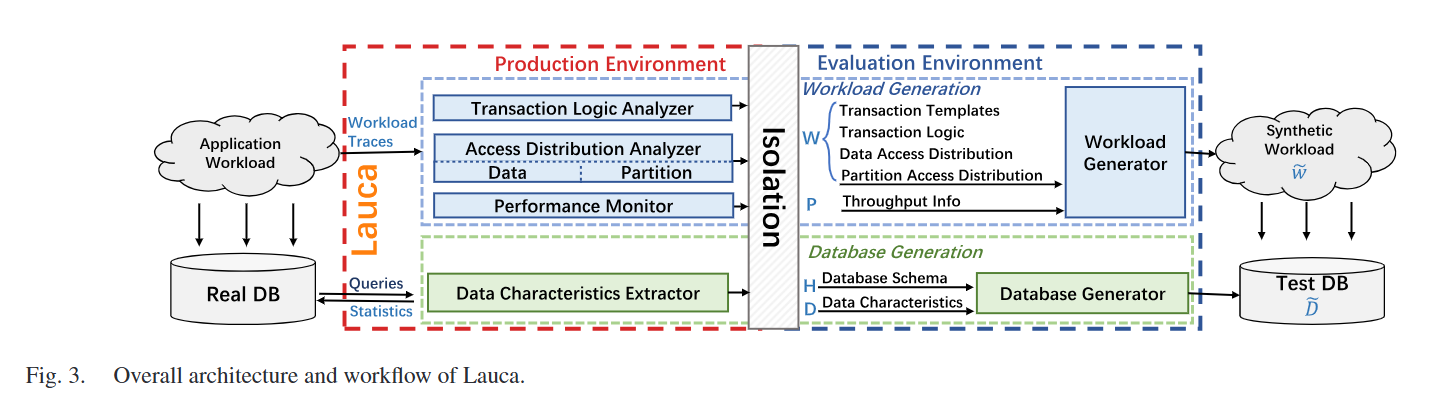 Production Environment
Evaluation Environment
Application
Workload
Workload
Traces
Lauca
Transaction Logic Analyzer
Access Distribution Analyzer
Data
Partition
Performance Monitor
Isolation
Workload Generation
W
Transaction Templates
Transaction Logic
Data Access Distribution
Partition Access Distribution
P
Throughput Info
Workload
Generator
Synthetic
Workload
w̃
Real DB
Queries
Statistics
Data Characteristics Extractor
Database Generation
H
Database Schema
D
Data Characteristics
Database Generator
Test DB
D̃
Fig. 3. Overall architecture and workflow of Lauca.